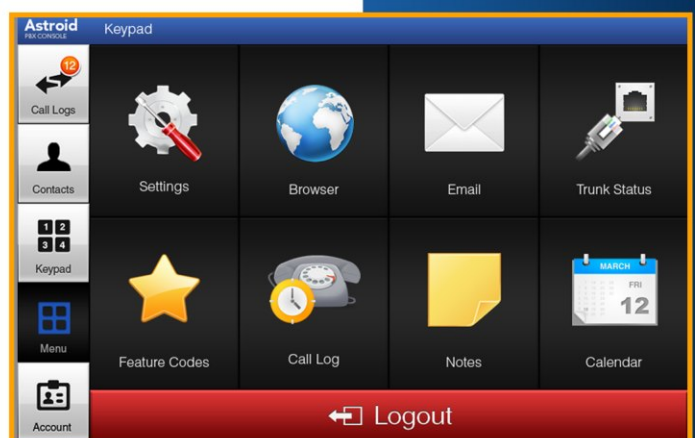 Astroid
PBX CONSOLE
Keypad
12
Call Logs
Contacts
1 2
3 4
Keypad
Menu
Account
Settings
Browser
Email
Trunk Status
Feature Codes
Call Log
Notes
MARCH
FRI
12
Calendar
Logout